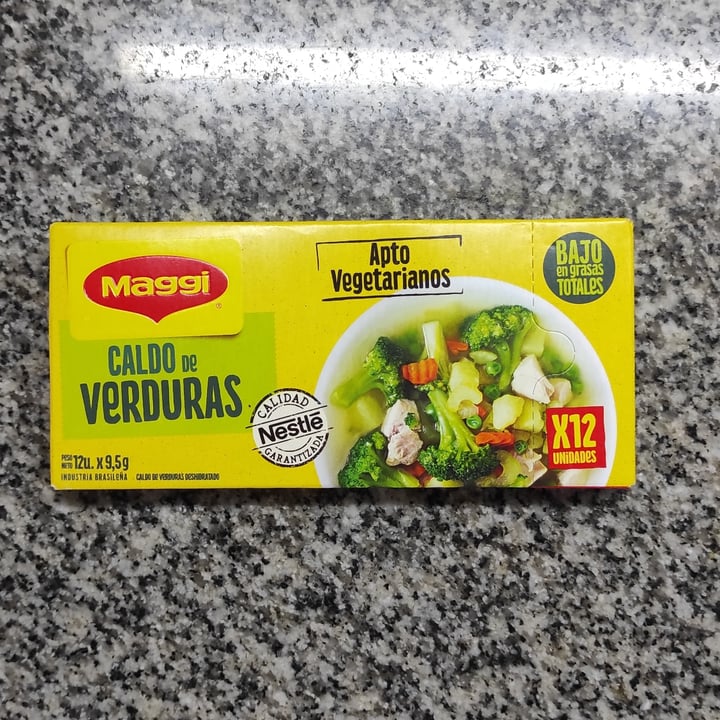 Maggi
®
CALDO DE
VERDURAS
PESO
NETO 12u. x 9,5g
INDUSTRIA BRASILEÑA
CALDO DE VERDURAS DESHIDRATADO
Apto
Vegetarianos
BAJO
en grasas
TOTALES
CALIDAD
Nestlé
GARANTIZADA
X12
UNIDADES